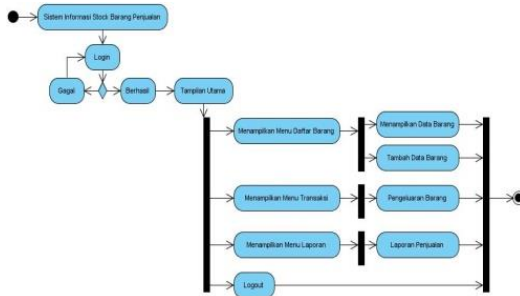 Sistem Informasi Stock Barang Penjualan
Login
Gagal
Berhasil
Tampilan Utama
Menampilkan Menu Daftar Barang
Menampilkan Data Barang
Tambah Data Barang
Menampilkan Menu Transaksi
Pengeluaran Barang
Menampilkan Menu Laporan
Laporan Penjualan
Logout